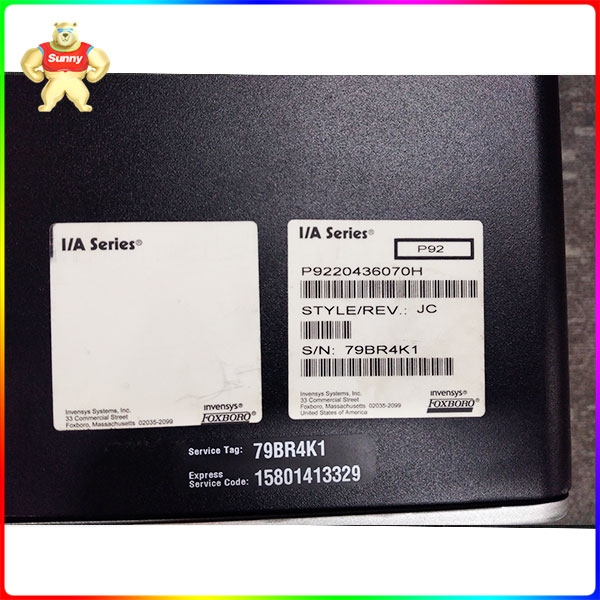 Sunny
I/A Series®
Invensys Systems, Inc.
33 Commercial Street
Foxboro, Massachusetts 02035-2099
invensys®
FOXBORO®
I/A Series®
P92
P9220436070H
STYLE/REV.: JC
S/N: 79BR4K1
Invensys Systems, Inc.
33 Commercial Street
Foxboro, Massachusetts 02035-2099
United States of America
invensys
FOXBORO
Service Tag: 79BR4K1
Express
Service Code: 15801413329